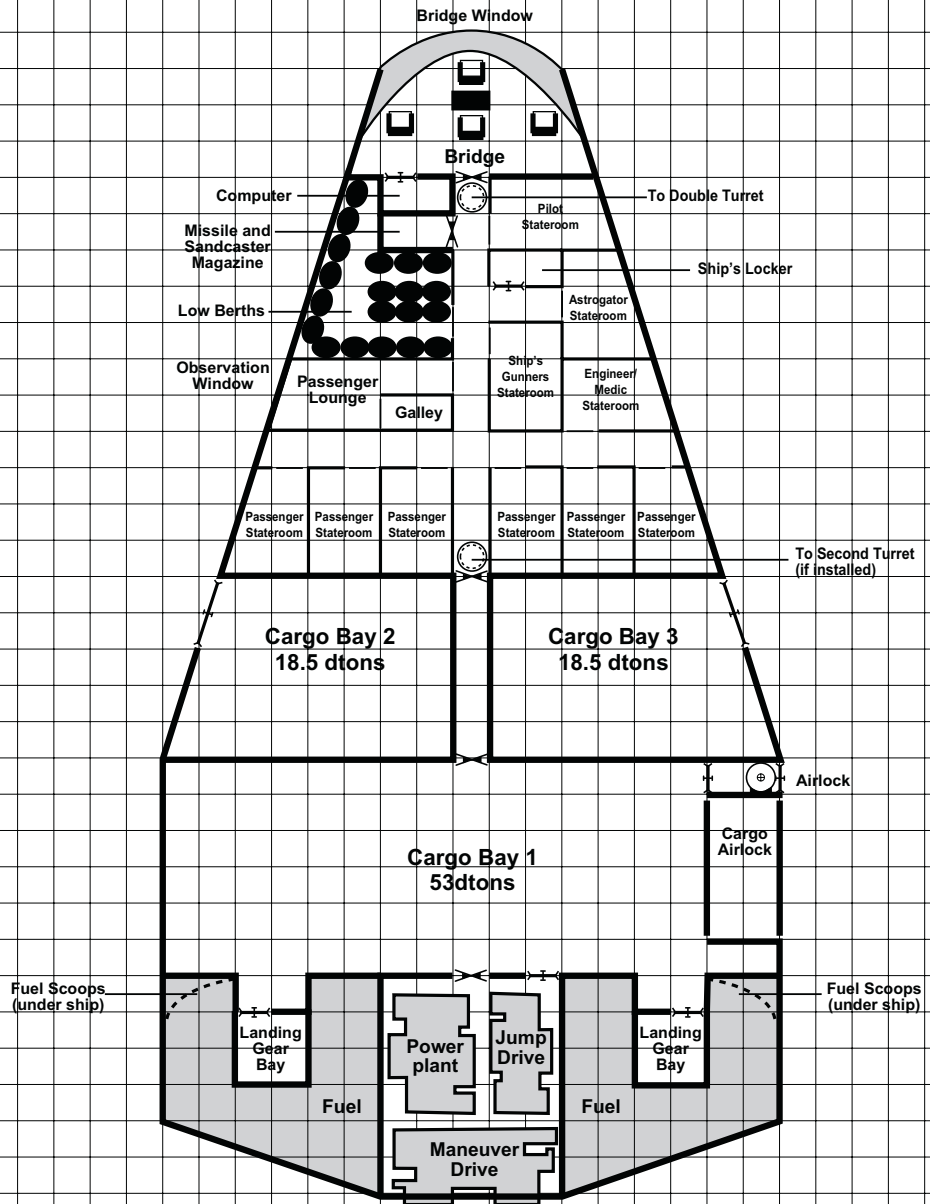 Bridge Window
Bridge
Computer
To Double Turret
Pilot
Stateroom
Missile and
Sandcaster
Magazine
Ship's Locker
Low Berths
Astrogator
Stateroom
Observation
Window
Passenger
Lounge
Ship's
Gunners
Stateroom
Engineer/
Medic
Stateroom
Galley
Passenger
Stateroom
Passenger
Stateroom
Passenger
Stateroom
Passenger
Stateroom
Passenger
Stateroom
Passenger
Stateroom
To Second Turret
(if installed)
Cargo Bay 2
18.5 dtons
Cargo Bay 3
18.5 dtons
Airlock
Cargo
Airlock
Cargo Bay 1
53dtons
Fuel Scoops
(under ship)
Fuel Scoops
(under ship)
Landing
Gear
Bay
Power
plant
Jump
Drive
Landing
Gear
Bay
Fuel
Fuel
Maneuver
Drive